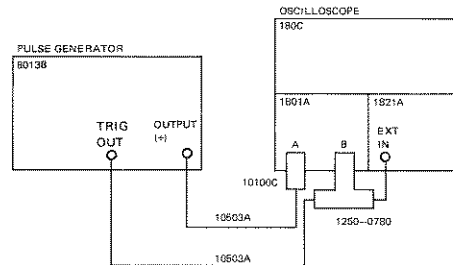 OSCILLOSCOPE
180C
PULSE GENERATOR
8013B
1801A
1821A
TRIG
OUT
OUTPUT
(+)
A
B
EXT
IN
10100C
10503A
1250-0780
10503A